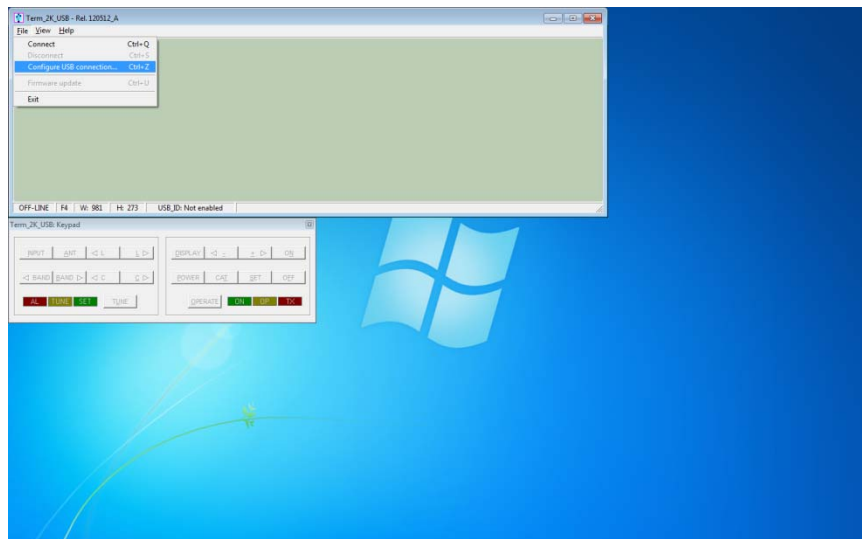 Term_2K_USB - Rel. 120512_A
File View Help
Connect Ctrl+Q
Disconnect Ctrl+S
Configure USB connection... Ctrl+Z
Firmware update Ctrl+U
Exit
OFF-LINE F4 W: 981 H: 273 USB_ID: Not enabled
Term_2K_USB: Keypad
INPUT ANT ◁ L L ▷ DISPLAY ◁ - + ▷ ON
◁ BAND BAND ▷ ◁ C C ▷ POWER CAT SET OFF
AL TUNE SET TUNE OPERATE ON OP TX